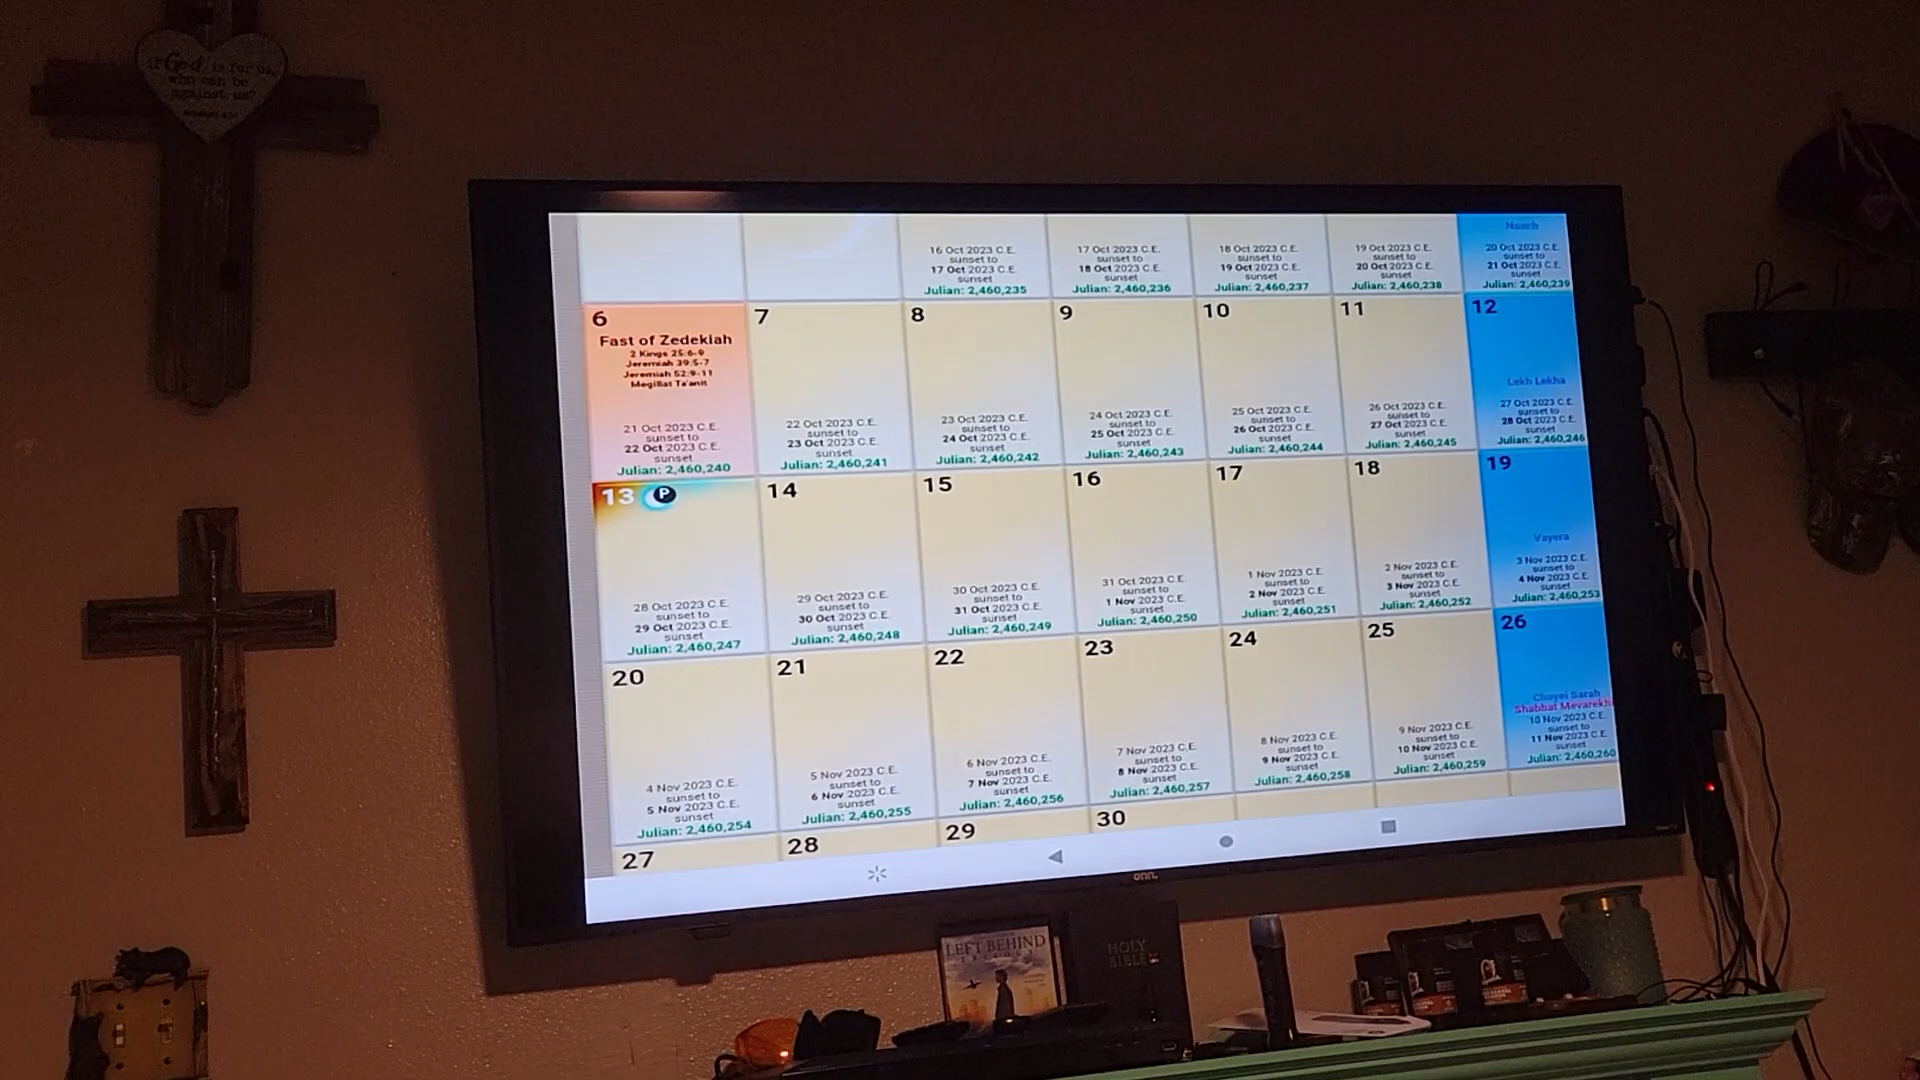 if God is for us,
who can be
against us?
Noach
16 Oct 2023 C.E.
sunset to
17 Oct 2023 C.E.
sunset
Julian: 2,460,235
17 Oct 2023 C.E.
sunset to
18 Oct 2023 C.E.
sunset
Julian: 2,460,236
18 Oct 2023 C.E.
sunset to
19 Oct 2023 C.E.
sunset
Julian: 2,460,237
19 Oct 2023 C.E.
sunset to
20 Oct 2023 C.E.
sunset
Julian: 2,460,238
20 Oct 2023 C.E.
sunset to
21 Oct 2023 C.E.
sunset
Julian: 2,460,239
6
Fast of Zedekiah
2 Kings 25:6-9
Jeremiah 39:5-7
Jeremiah 52:9-11
Megillat Ta'anit
21 Oct 2023 C.E.
sunset to
22 Oct 2023 C.E.
sunset
Julian: 2,460,240
7
22 Oct 2023 C.E.
sunset to
23 Oct 2023 C.E.
sunset
Julian: 2,460,241
8
23 Oct 2023 C.E.
sunset to
24 Oct 2023 C.E.
sunset
Julian: 2,460,242
9
24 Oct 2023 C.E.
sunset to
25 Oct 2023 C.E.
sunset
Julian: 2,460,243
10
25 Oct 2023 C.E.
sunset to
26 Oct 2023 C.E.
sunset
Julian: 2,460,244
11
26 Oct 2023 C.E.
sunset to
27 Oct 2023 C.E.
sunset
Julian: 2,460,245
12
Lekh Lekha
27 Oct 2023 C.E.
sunset to
28 Oct 2023 C.E.
sunset
Julian: 2,460,246
13 P
28 Oct 2023 C.E.
sunset to
29 Oct 2023 C.E.
sunset
Julian: 2,460,247
14
29 Oct 2023 C.E.
sunset to
30 Oct 2023 C.E.
sunset
Julian: 2,460,248
15
30 Oct 2023 C.E.
sunset to
31 Oct 2023 C.E.
sunset
Julian: 2,460,249
16
31 Oct 2023 C.E.
sunset to
1 Nov 2023 C.E.
sunset
Julian: 2,460,250
17
1 Nov 2023 C.E.
sunset to
2 Nov 2023 C.E.
sunset
Julian: 2,460,251
18
2 Nov 2023 C.E.
sunset to
3 Nov 2023 C.E.
sunset
Julian: 2,460,252
19
Vayera
3 Nov 2023 C.E.
sunset to
4 Nov 2023 C.E.
sunset
Julian: 2,460,253
20
4 Nov 2023 C.E.
sunset to
5 Nov 2023 C.E.
sunset
Julian: 2,460,254
21
5 Nov 2023 C.E.
sunset to
6 Nov 2023 C.E.
sunset
Julian: 2,460,255
22
6 Nov 2023 C.E.
sunset to
7 Nov 2023 C.E.
sunset
Julian: 2,460,256
23
7 Nov 2023 C.E.
sunset to
8 Nov 2023 C.E.
sunset
Julian: 2,460,257
24
8 Nov 2023 C.E.
sunset to
9 Nov 2023 C.E.
sunset
Julian: 2,460,258
25
9 Nov 2023 C.E.
sunset to
10 Nov 2023 C.E.
sunset
Julian: 2,460,259
26
Chayei Sarah
Shabbat Mevarekh
10 Nov 2023 C.E.
sunset to
11 Nov 2023 C.E.
sunset
Julian: 2,460,260
27
28
29
30
onn.
LEFT BEHIND
TRILOGY
HOLY
BIBLE